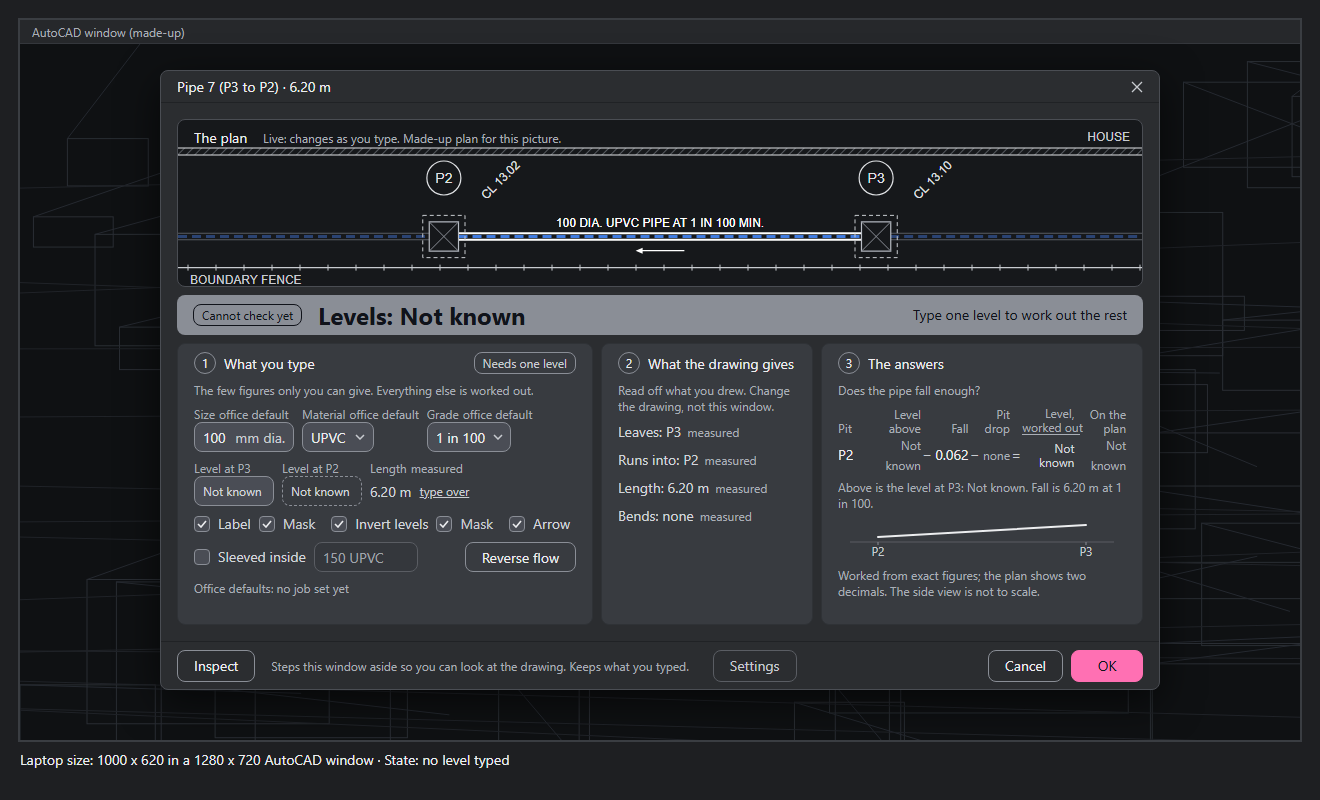 AutoCAD window (made-up)
Pipe 7 (P3 to P2) · 6.20 m
The plan Live: changes as you type. Made-up plan for this picture. HOUSE
P2 CL 13.02 P3 CL 13.10
100 DIA. UPVC PIPE AT 1 IN 100 MIN.
BOUNDARY FENCE
Cannot check yet Levels: Not known Type one level to work out the rest
1 What you type Needs one level
The few figures only you can give. Everything else is worked out.
Size office default Material office default Grade office default
100 mm dia. UPVC 1 in 100
Level at P3 Level at P2 Length measured
Not known Not known 6.20 m type over
Label Mask Invert levels Mask Arrow
Sleeved inside 150 UPVC Reverse flow
Office defaults: no job set yet
2 What the drawing gives
Read off what you drew. Change
the drawing, not this window.
Leaves: P3 measured
Runs into: P2 measured
Length: 6.20 m measured
Bends: none measured
3 The answers
Does the pipe fall enough?
Level Pit Level, On the
Pit above Fall drop worked out plan
Not Not Not
P2 known − 0.062 − none = known known
Above is the level at P3: Not known. Fall is 6.20 m at 1
in 100.
P2 P3
Worked from exact figures; the plan shows two
decimals. The side view is not to scale.
Inspect Steps this window aside so you can look at the drawing. Keeps what you typed. Settings Cancel OK
Laptop size: 1000 x 620 in a 1280 x 720 AutoCAD window · State: no level typed